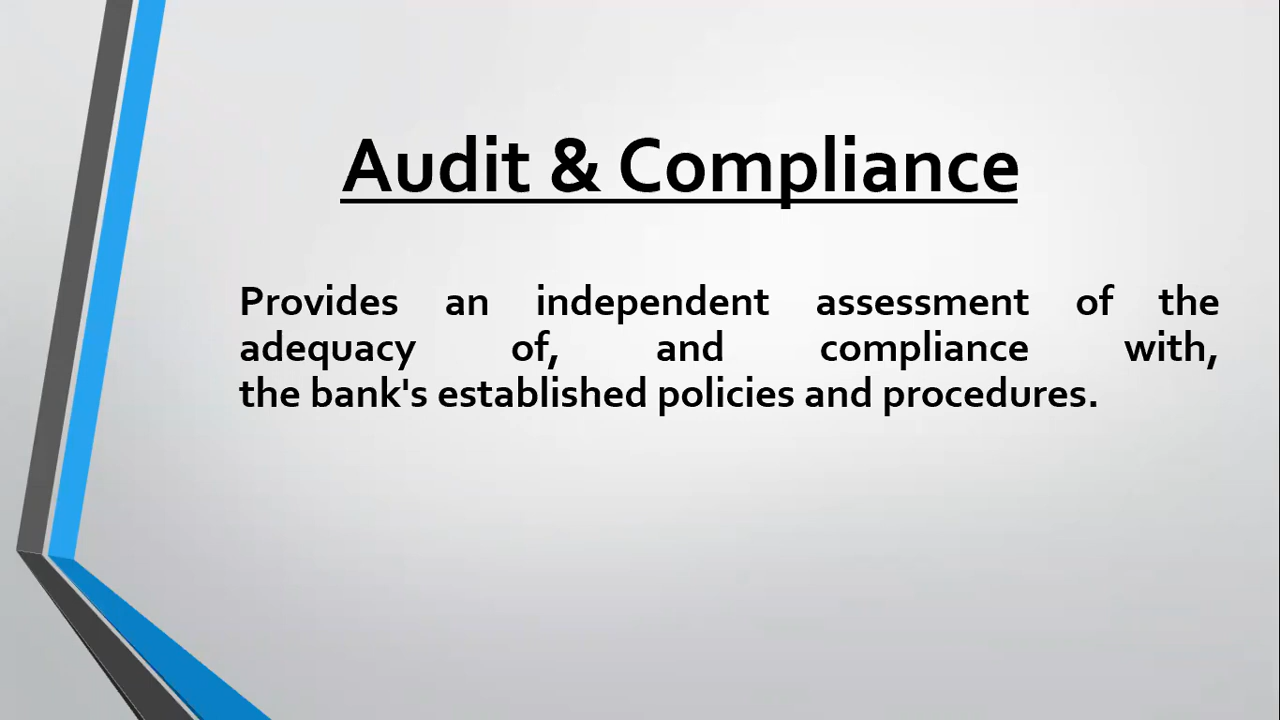 Audit & Compliance
Provides an independent assessment of the
adequacy of, and compliance with,
the bank's established policies and procedures.